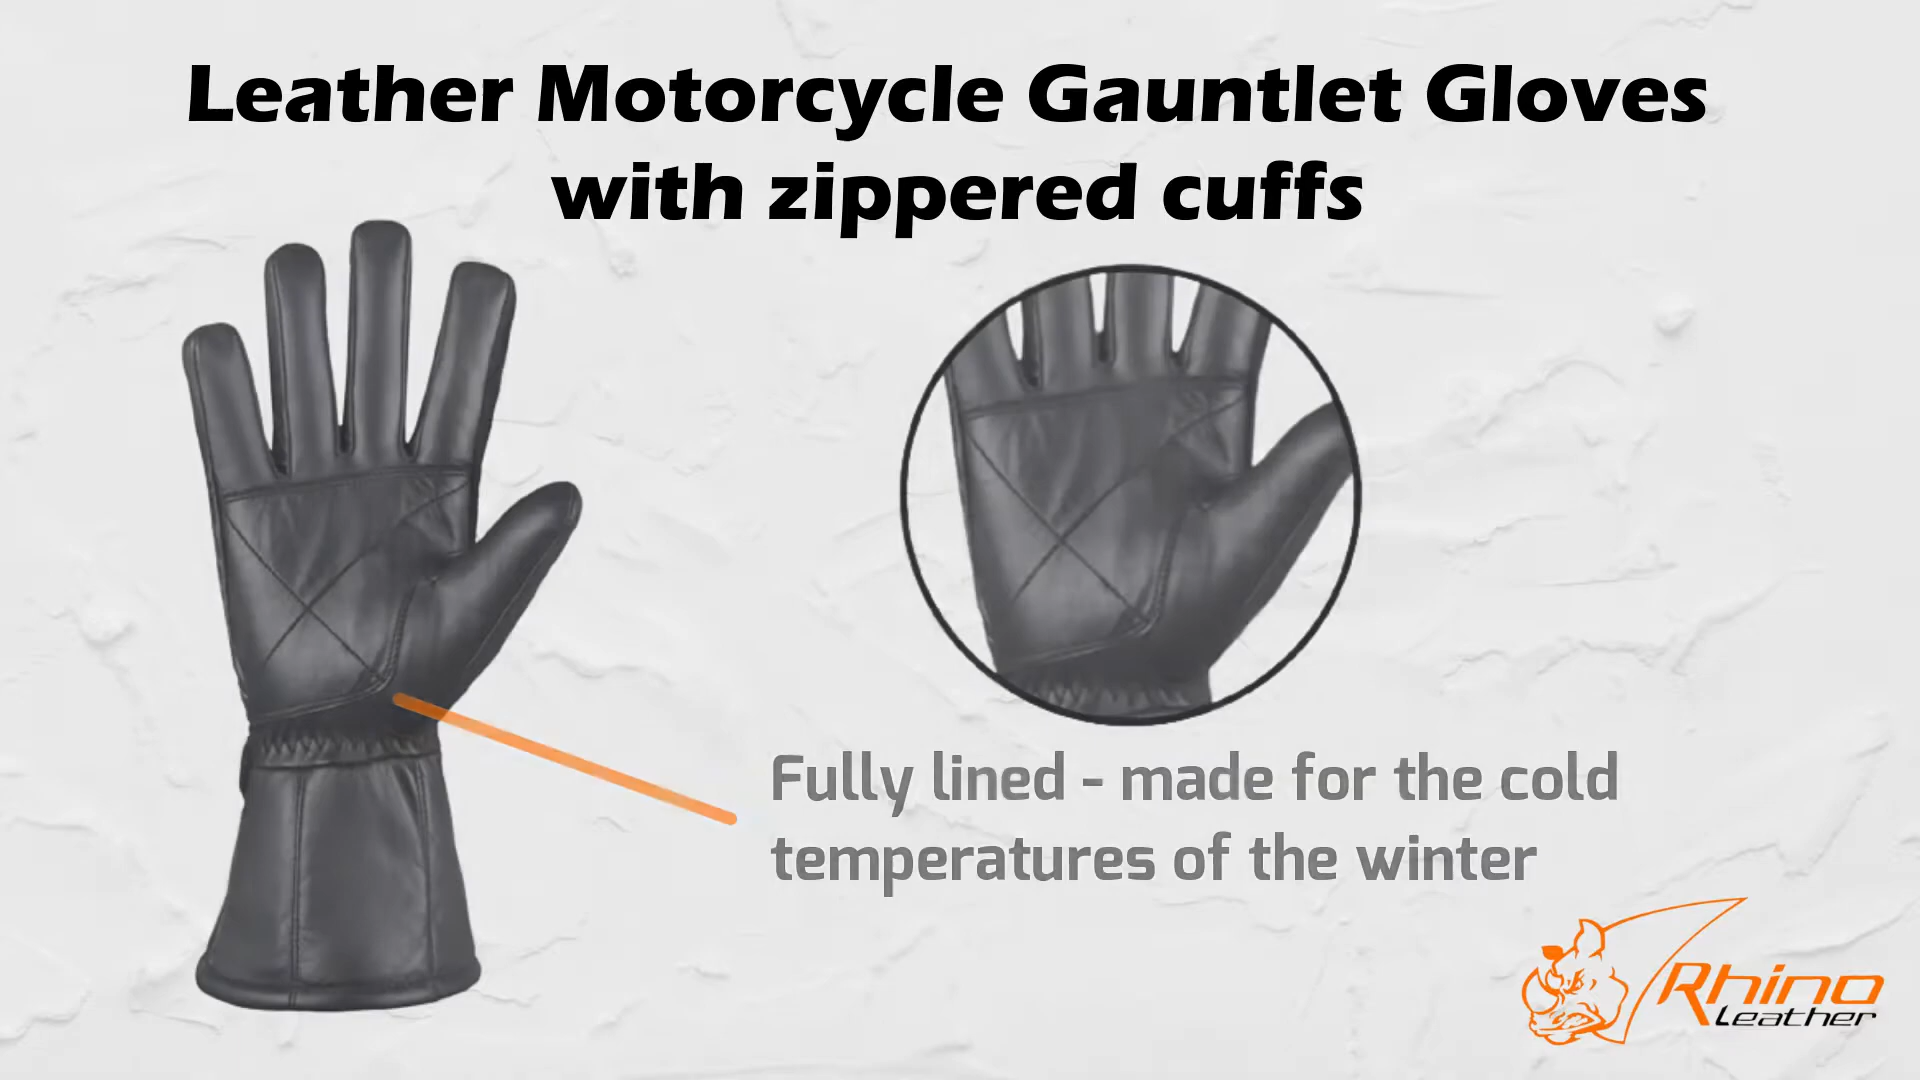 Leather Motorcycle Gauntlet Gloves
with zippered cuffs
Fully lined - made for the cold
temperatures of the winter
Rhino
Leather